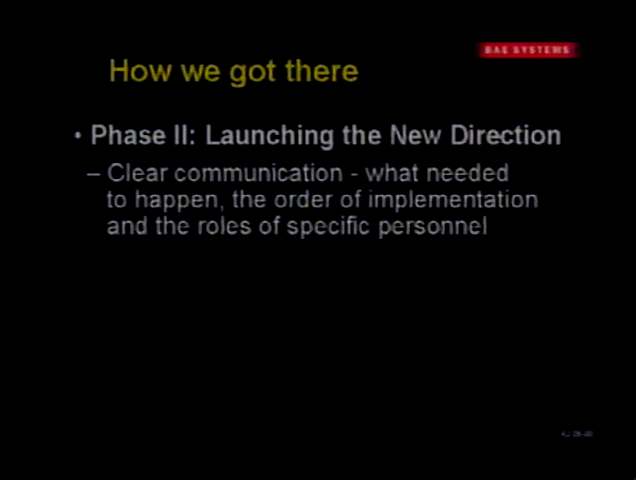 BAE SYSTEMS
How we got there
• Phase II: Launching the New Direction
– Clear communication - what needed
to happen, the order of implementation
and the roles of specific personnel